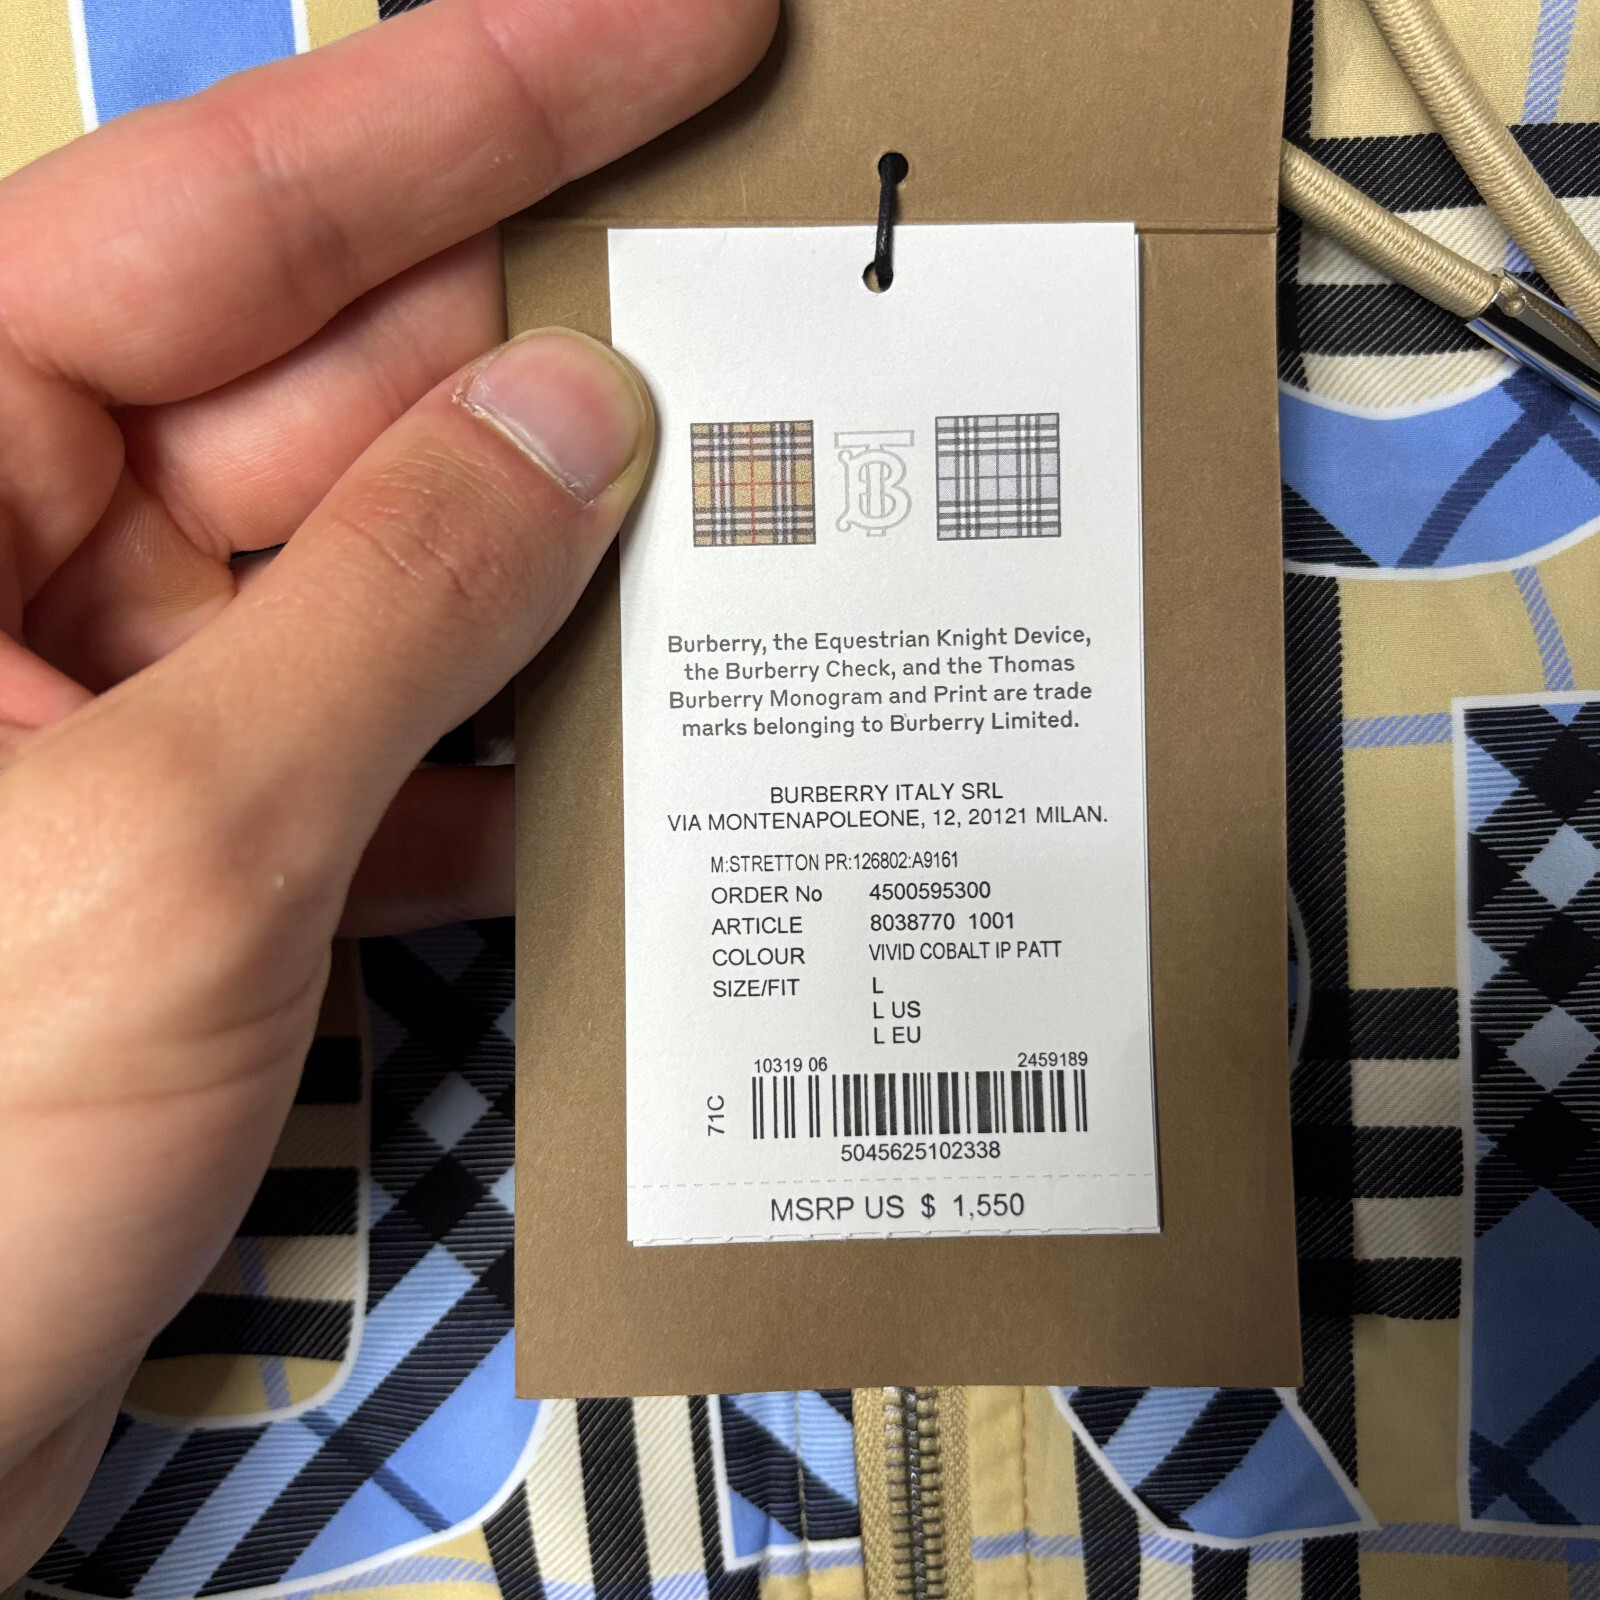 TB
Burberry, the Equestrian Knight Device,
the Burberry Check, and the Thomas
Burberry Monogram and Print are trade
marks belonging to Burberry Limited.
BURBERRY ITALY SRL
VIA MONTENAPOLEONE, 12, 20121 MILAN.
M:STRETTON PR:126802:A9161
ORDER No 4500595300
ARTICLE 8038770 1001
COLOUR VIVID COBALT IP PATT
SIZE/FIT L
L US
L EU
10319 06 2459189
71C
5045625102338
MSRP US $ 1,550